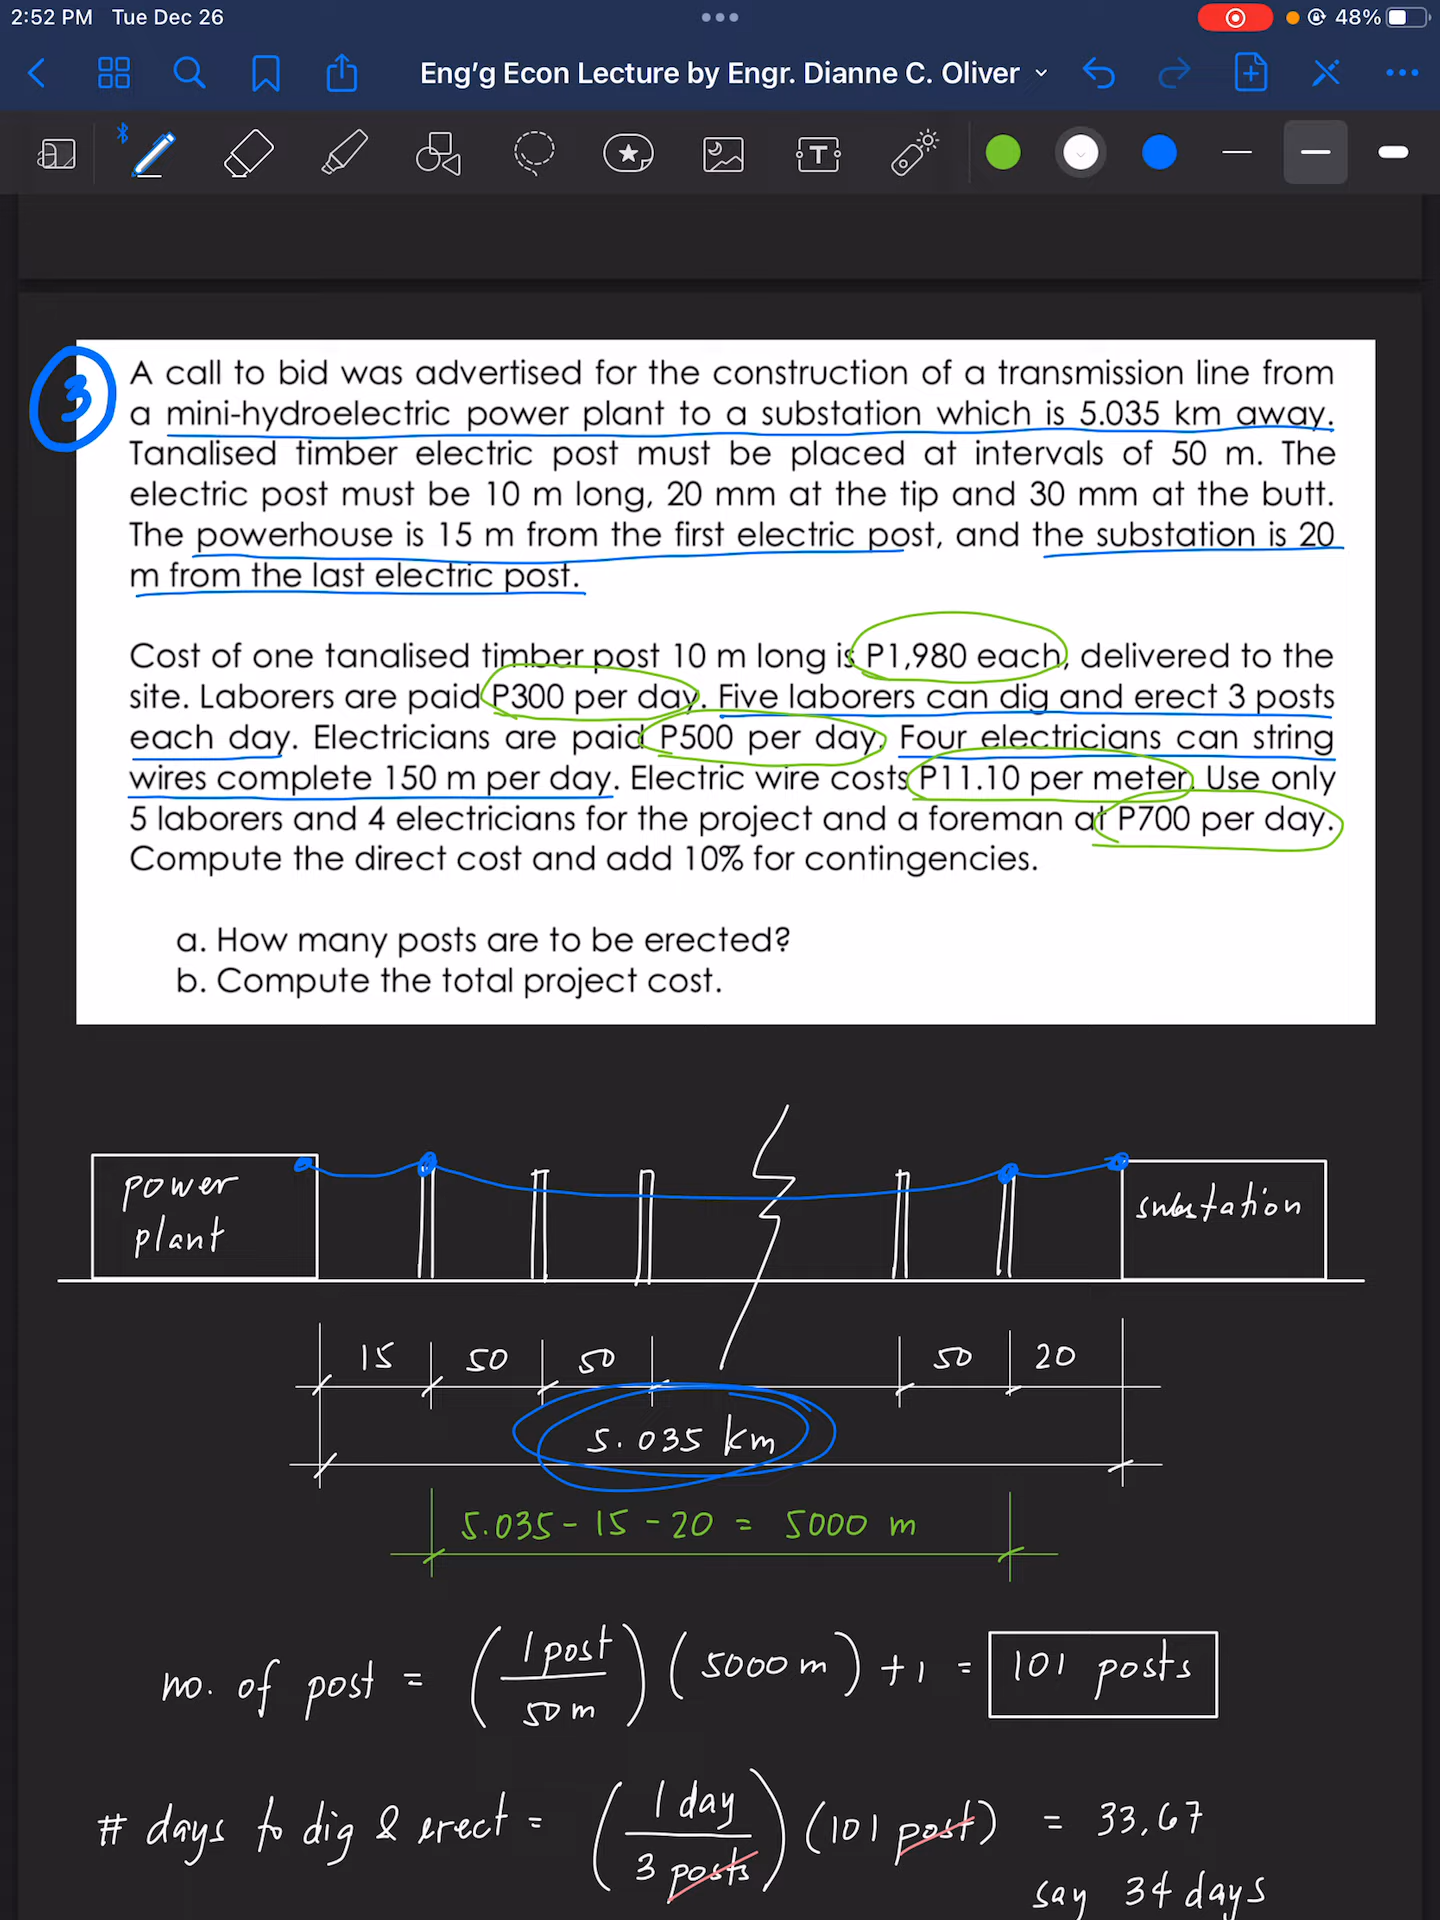 2:52 PM Tue Dec 26
48%
Eng'g Econ Lecture by Engr. Dianne C. Oliver
T
3
A call to bid was advertised for the construction of a transmission line from
a mini-hydroelectric power plant to a substation which is 5.035 km away.
Tanalised timber electric post must be placed at intervals of 50 m. The
electric post must be 10 m long, 20 mm at the tip and 30 mm at the butt.
The powerhouse is 15 m from the first electric post, and the substation is 20
m from the last electric post.
Cost of one tanalised timber post 10 m long is P1,980 each, delivered to the
site. Laborers are paid P300 per day. Five laborers can dig and erect 3 posts
each day. Electricians are paid P500 per day. Four electricians can string
wires complete 150 m per day. Electric wire costs P11.10 per meter. Use only
5 laborers and 4 electricians for the project and a foreman at P700 per day.
Compute the direct cost and add 10% for contingencies.
a. How many posts are to be erected?
b. Compute the total project cost.
power
plant
substation
15 50 50 50 20
5.035 km
5.035 - 15 - 20 = 5000 m
no. of post = (1 post / 50 m) (5000 m) + 1 = 101 posts
# days to dig & erect = (1 day / 3 posts) (101 post) = 33.67
say 34 days